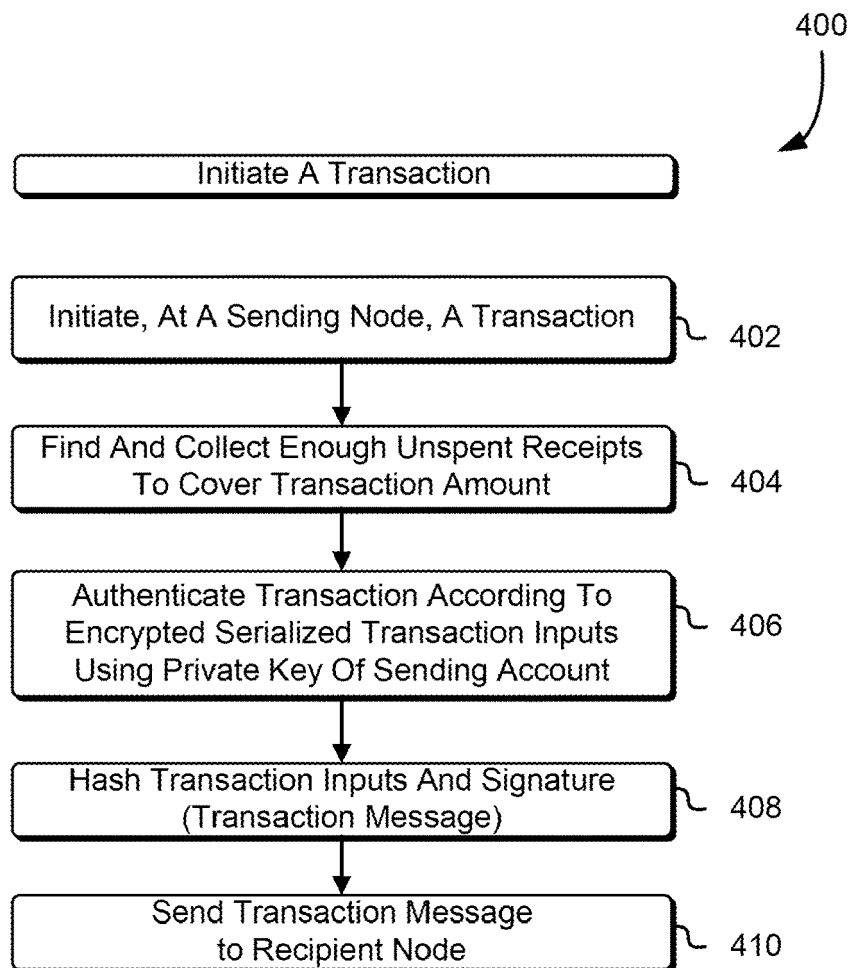 400
Initiate A Transaction
Initiate, At A Sending Node, A Transaction
402
Find And Collect Enough Unspent Receipts
To Cover Transaction Amount
404
Authenticate Transaction According To
Encrypted Serialized Transaction Inputs
Using Private Key Of Sending Account
406
Hash Transaction Inputs And Signature
(Transaction Message)
408
Send Transaction Message
to Recipient Node
410